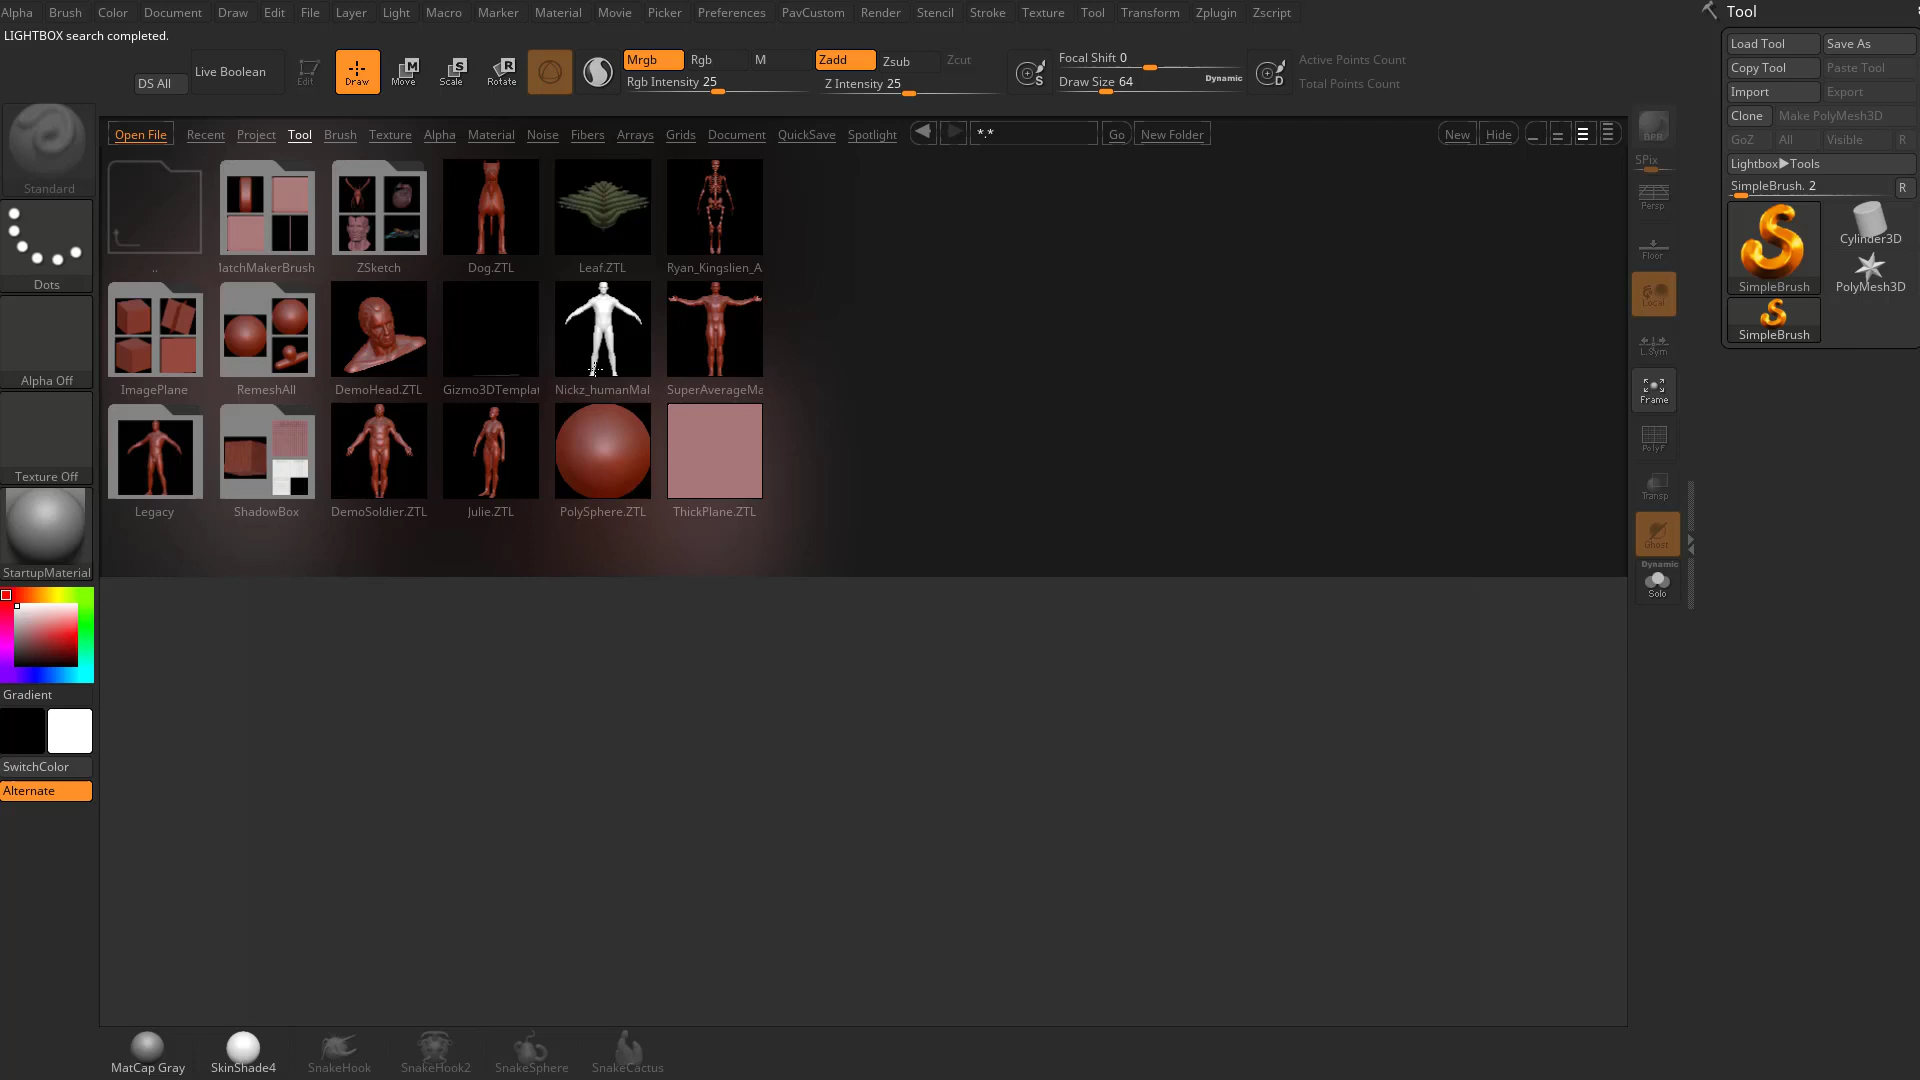 Alpha Brush Color Document Draw Edit File Layer Light Macro Marker Material Movie Picker Preferences PavCustom Render Stencil Stroke Texture Tool Transform Zplugin Zscript
Tool
LIGHTBOX search completed.
Load Tool Save As
Copy Tool Paste Tool
Import Export
Clone Make PolyMesh3D
GoZ All Visible R
Lightbox▶Tools
SimpleBrush. 2 R
SimpleBrush
Cylinder3D
PolyMesh3D
SimpleBrush
DS All
Live Boolean
Edit
Draw
Move
Scale
Rotate
Mrgb Rgb M
Rgb Intensity 25
Zadd Zsub Zcut
Z Intensity 25
Focal Shift 0
Draw Size 64 Dynamic
Active Points Count
Total Points Count
Open File Recent Project Tool Brush Texture Alpha Material Noise Fibers Arrays Grids Document QuickSave Spotlight *.* Go New Folder New Hide
.. MatchMakerBrush ZSketch Dog.ZTL Leaf.ZTL Ryan_Kingslien_A
ImagePlane RemeshAll DemoHead.ZTL Gizmo3DTemplat Nickz_humanMal SuperAverageMa
Legacy ShadowBox DemoSoldier.ZTL Julie.ZTL PolySphere.ZTL ThickPlane.ZTL
Standard
Dots
Alpha Off
Texture Off
StartupMaterial
Gradient
SwitchColor
Alternate
BPR
SPix
Persp
Floor
Local
L.Sym
Frame
PolyF
Transp
Ghost
Dynamic
Solo
MatCap Gray SkinShade4 SnakeHook SnakeHook2 SnakeSphere SnakeCactus